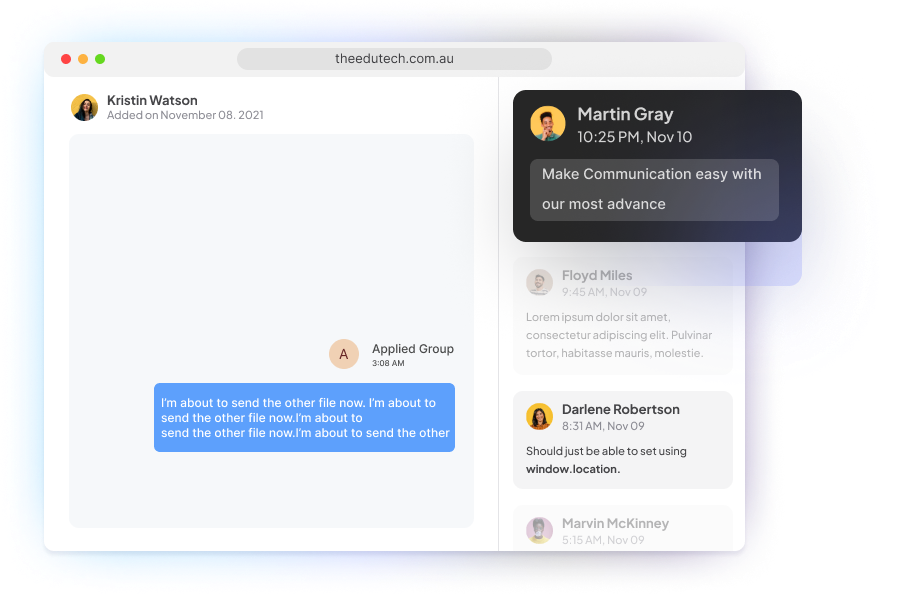 theedutech.com.au
Kristin Watson
Added on November 08. 2021
A
Applied Group
3:08 AM
I'm about to send the other file now. I'm about to
send the other file now.I'm about to
send the other file now.I'm about to send the other
Martin Gray
10:25 PM, Nov 10
Make Communication easy with
our most advance
Floyd Miles
9:45 AM, Nov 09
Lorem ipsum dolor sit amet,
consectetur adipiscing elit. Pulvinar
tortor, habitasse mauris, molestie.
Darlene Robertson
8:31 AM, Nov 09
Should just be able to set using
window.location.
Marvin McKinney
5:15 AM, Nov 09